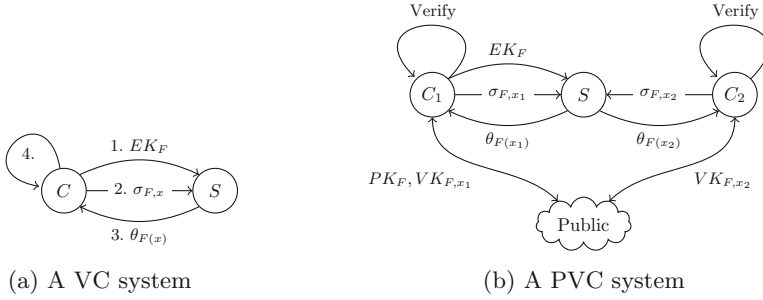 Verify
Verify
EK_F
C_1
σ_{F,x_1}
S
σ_{F,x_2}
C_2
θ_{F(x_1)}
θ_{F(x_2)}
4.
1. EK_F
C
2. σ_{F,x}
S
3. θ_{F(x)}
PK_F, VK_{F,x_1}
VK_{F,x_2}
Public
(a) A VC system
(b) A PVC system